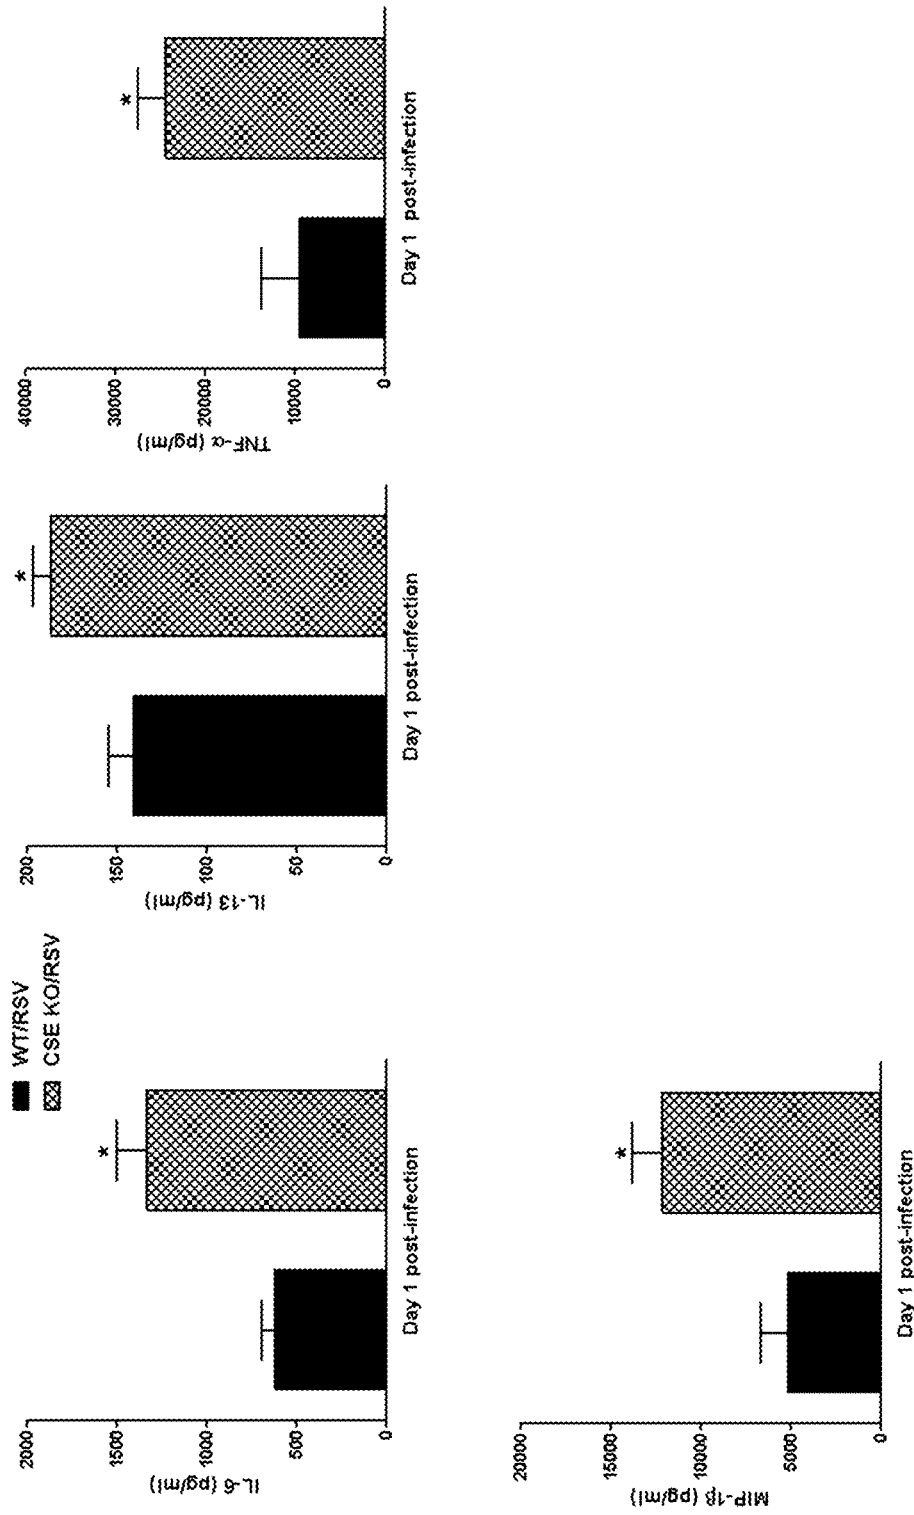 WT/RSV
CSE KO/RSV
IL-6 (pg/ml)
2000
1500
1000
500
0
*
Day 1 post-infection
IL-13 (pg/ml)
200
150
100
50
0
*
Day 1 post-infection
TNF-α (pg/ml)
40000
30000
20000
10000
0
*
Day 1 post-infection
MIP-1β (pg/ml)
20000
15000
10000
5000
0
*
Day 1 post-infection